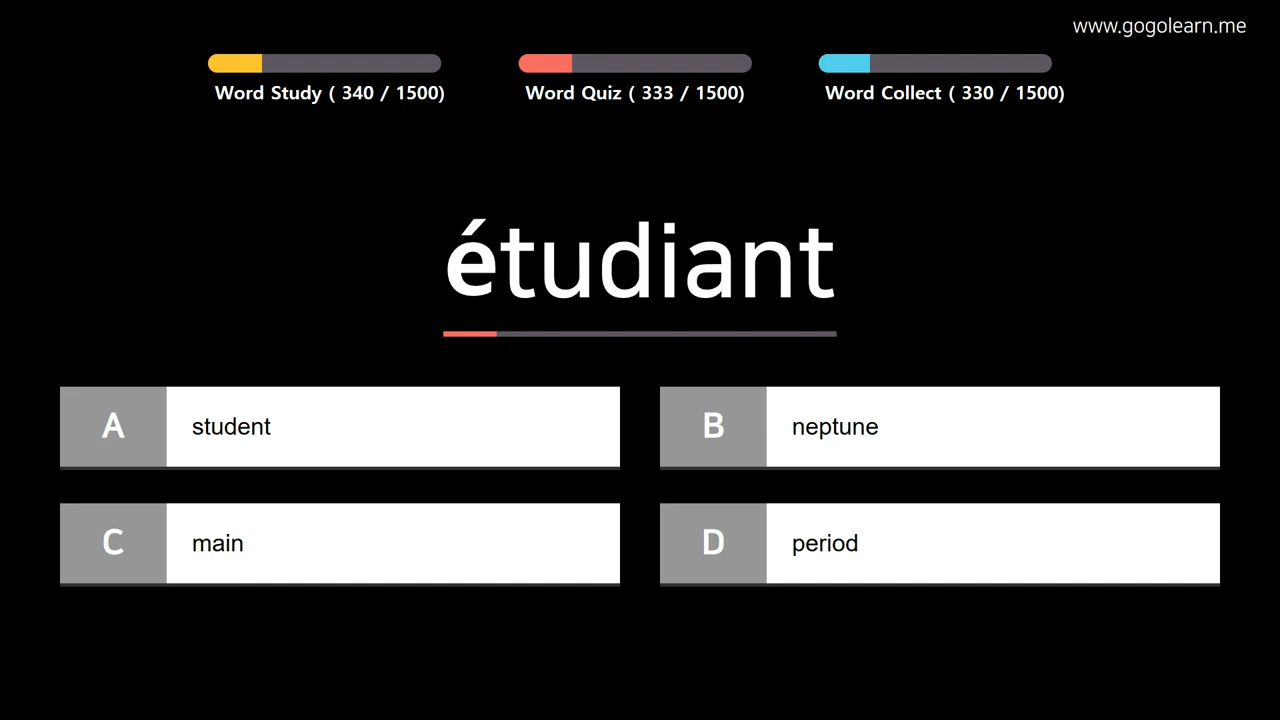 www.gogolearn.me
Word Study ( 340 / 1500)
Word Quiz ( 333 / 1500)
Word Collect ( 330 / 1500)
étudiant
A student
B neptune
C main
D period